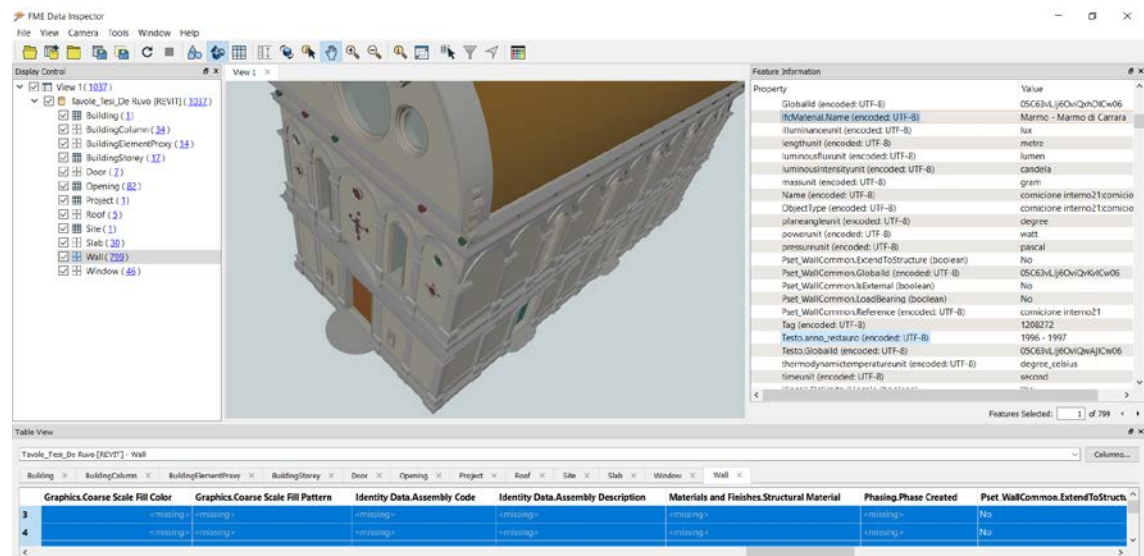 FME Data Inspector
File View Camera Tools Window Help
Display Control
View 1 (1037)
Tavole_Tesi_De Ruvo [REVIT] (1037)
Building (1)
BuildingColumn (34)
BuildingElementProxy (14)
BuildingStorey (17)
Door (7)
Opening (82)
Project (1)
Roof (5)
Site (1)
Slab (30)
Wall (799)
Window (46)
View 1
Feature Information
Property Value
GlobalId (encoded: UTF-8)
IfcMaterial.Name (encoded: UTF-8) Marmo - Marmo di Carrara
illuminanceunit (encoded: UTF-8) lux
lengthunit (encoded: UTF-8) metre
luminousfluxunit (encoded: UTF-8) lumen
luminousintensityunit (encoded: UTF-8) candela
massunit (encoded: UTF-8) gram
Name (encoded: UTF-8) cornicione interno21:cornicio
ObjectType (encoded: UTF-8) cornicione interno21:cornicio
planeangleunit (encoded: UTF-8) degree
powerunit (encoded: UTF-8) watt
pressureunit (encoded: UTF-8) pascal
Pset_WallCommon.ExtendToStructure (boolean) No
Pset_WallCommon.GlobalId (encoded: UTF-8)
Pset_WallCommon.IsExternal (boolean) No
Pset_WallCommon.LoadBearing (boolean) No
Pset_WallCommon.Reference (encoded: UTF-8) cornicione interno21
Tag (encoded: UTF-8) 1208272
Testo.anno_restauro (encoded: UTF-8) 1996 - 1997
Testo.GlobalId (encoded: UTF-8)
thermodynamictemperatureunit (encoded: UTF-8) degree_celsius
timeunit (encoded: UTF-8) second
Features Selected: 1 of 799
Table View
Tavole_Tesi_De Ruvo [REVIT] - Wall
Columns...
Building BuildingColumn BuildingElementProxy BuildingStorey Door Opening Project Roof Site Slab Window Wall
Graphics.Coarse Scale Fill Color Graphics.Coarse Scale Fill Pattern Identity Data.Assembly Code Identity Data.Assembly Description Materials and Finishes.Structural Material Phasing.Phase Created Pset_WallCommon.ExtendToStructu
3 <missing> <missing> <missing> <missing> <missing> <missing> No
4 <missing> <missing> <missing> <missing> <missing> <missing> No